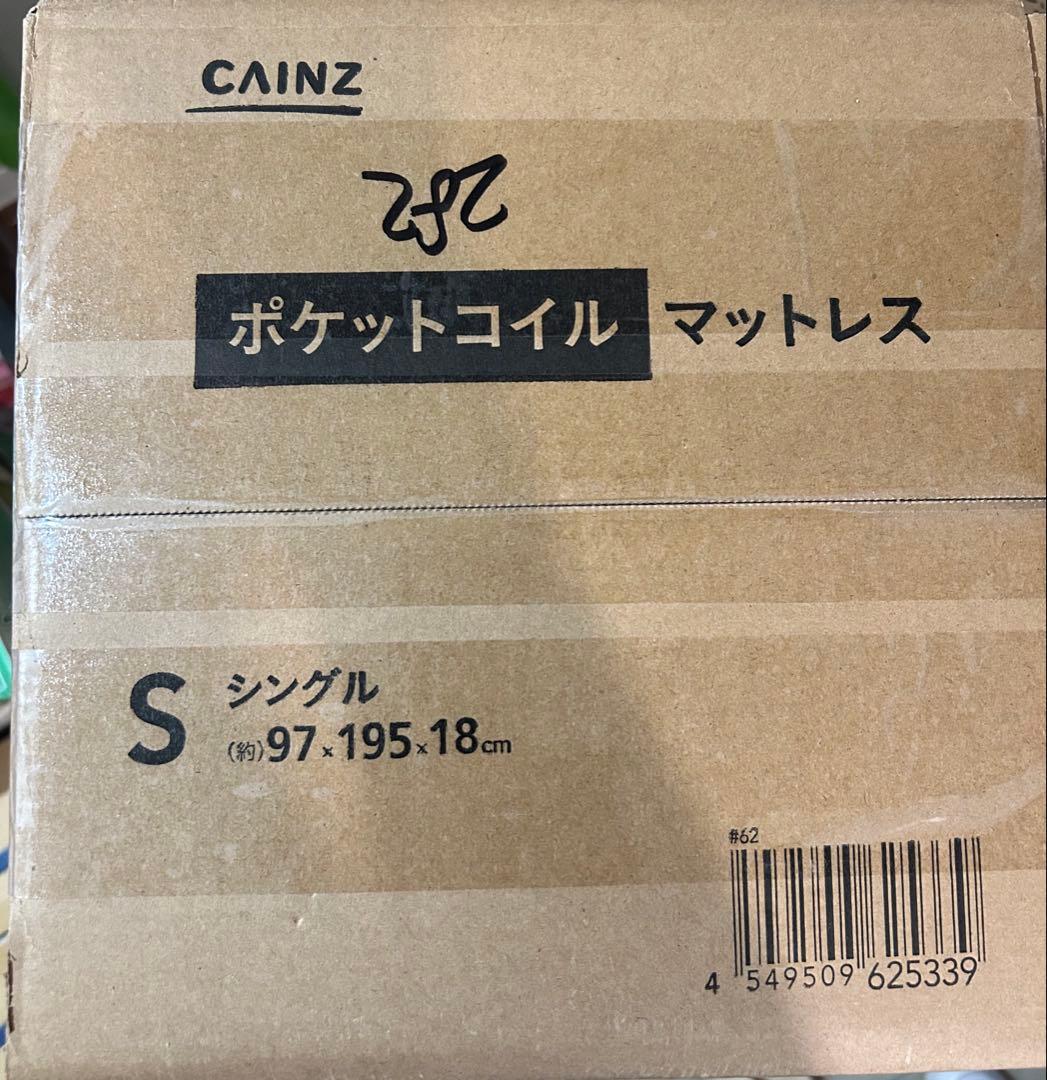 CAINZ
ポケットコイル マットレス
S シングル
(約)97×195×18cm
#62
4 549509 625339